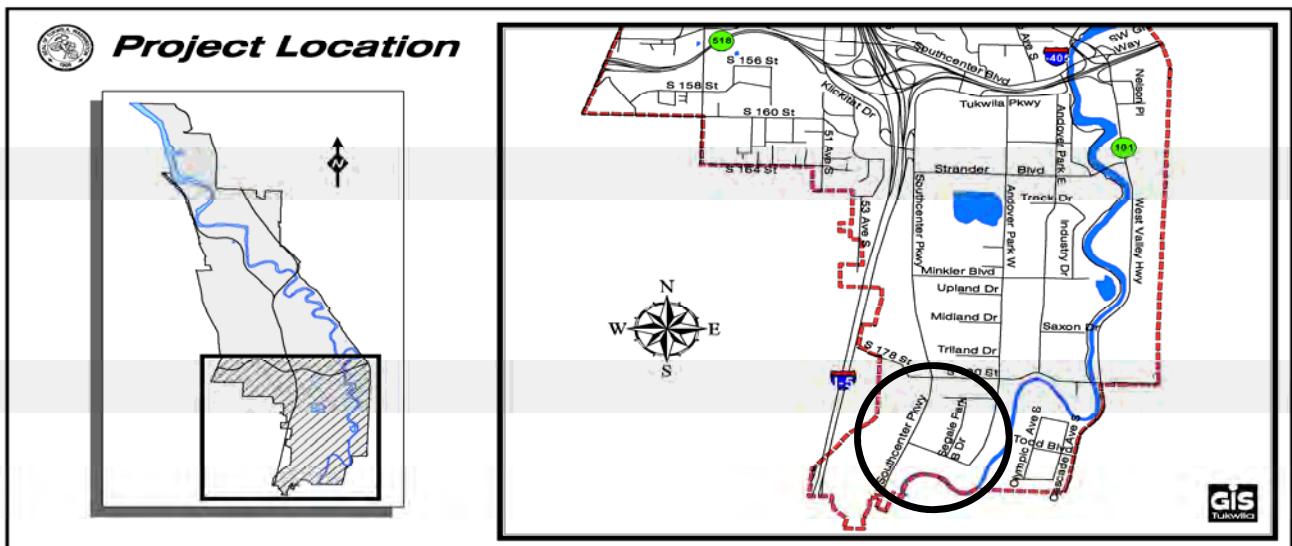 Project Location
N
518
S 156 St
S 158 St
S 160 St
S 164 St
Klickitat Dr
51 Ave S
53 Ave S
Southcenter Blvd
I-405
Way
Nelson Pl
Tukwila Pkwy
101
Strander Blvd
Andover Park E
Andover Park W
Southcenter Pkwy
Treck Dr
Industry Dr
West Valley Hwy
Minkler Blvd
Upland Dr
Midland Dr
Saxon Dr
Triland Dr
S 178 St
N
W E
S
I-5
Southcenter Pkwy
Segale Park
B Dr
Olympic Ave S
Todd Blvd
Cascade Ave S
GIS
Tukwila